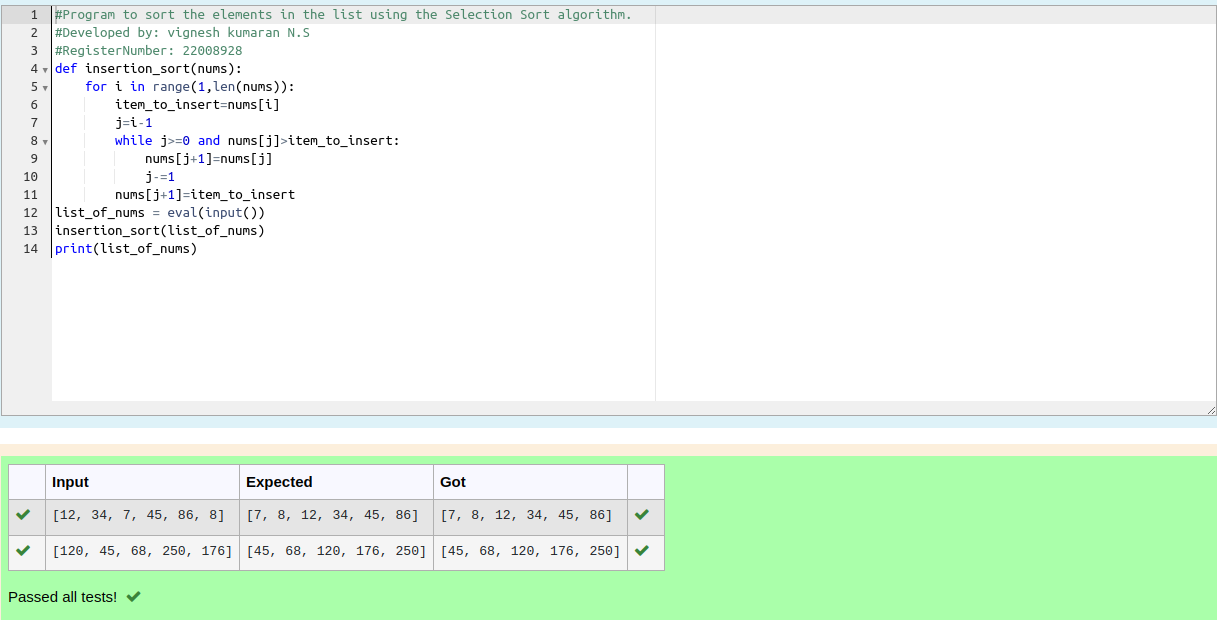 1 #Program to sort the elements in the list using the Selection Sort algorithm.
2 #Developed by: vignesh kumaran N.S
3 #RegisterNumber: 22008928
4 def insertion_sort(nums):
5     for i in range(1,len(nums)):
6         item_to_insert=nums[i]
7         j=i-1
8         while j>=0 and nums[j]>item_to_insert:
9             nums[j+1]=nums[j]
10             j-=1
11         nums[j+1]=item_to_insert
12 list_of_nums = eval(input())
13 insertion_sort(list_of_nums)
14 print(list_of_nums)
Input Expected Got
[12, 34, 7, 45, 86, 8] [7, 8, 12, 34, 45, 86] [7, 8, 12, 34, 45, 86]
[120, 45, 68, 250, 176] [45, 68, 120, 176, 250] [45, 68, 120, 176, 250]
Passed all tests!